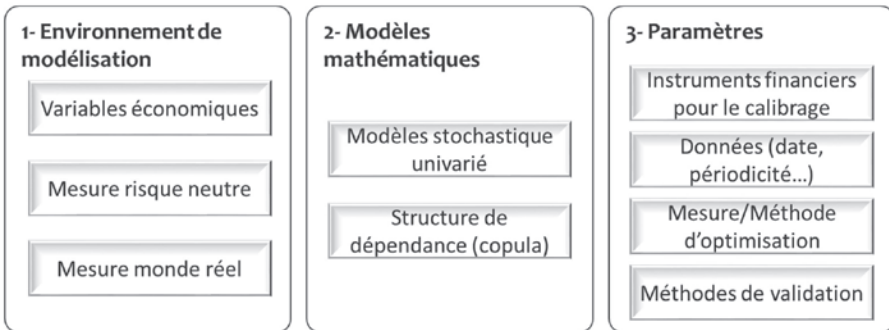 1- Environnement de
modélisation
Variables économiques
Mesure risque neutre
Mesure monde réel
2- Modèles
mathématiques
Modèles stochastique
univarié
Structure de
dépendance (copula)
3- Paramètres
Instruments financiers
pour le calibrage
Données (date,
périodicité...)
Mesure/Méthode
d'optimisation
Méthodes de validation